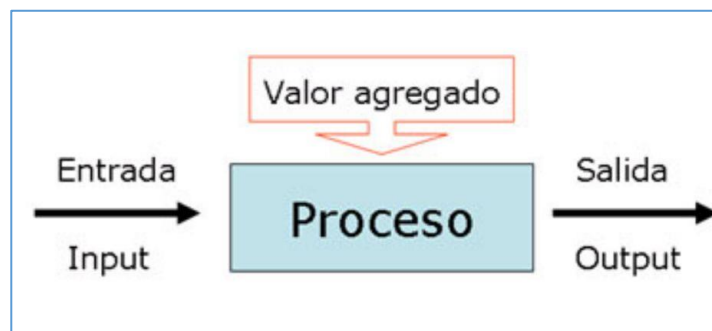 Valor agregado
Entrada
Input
Proceso
Salida
Output